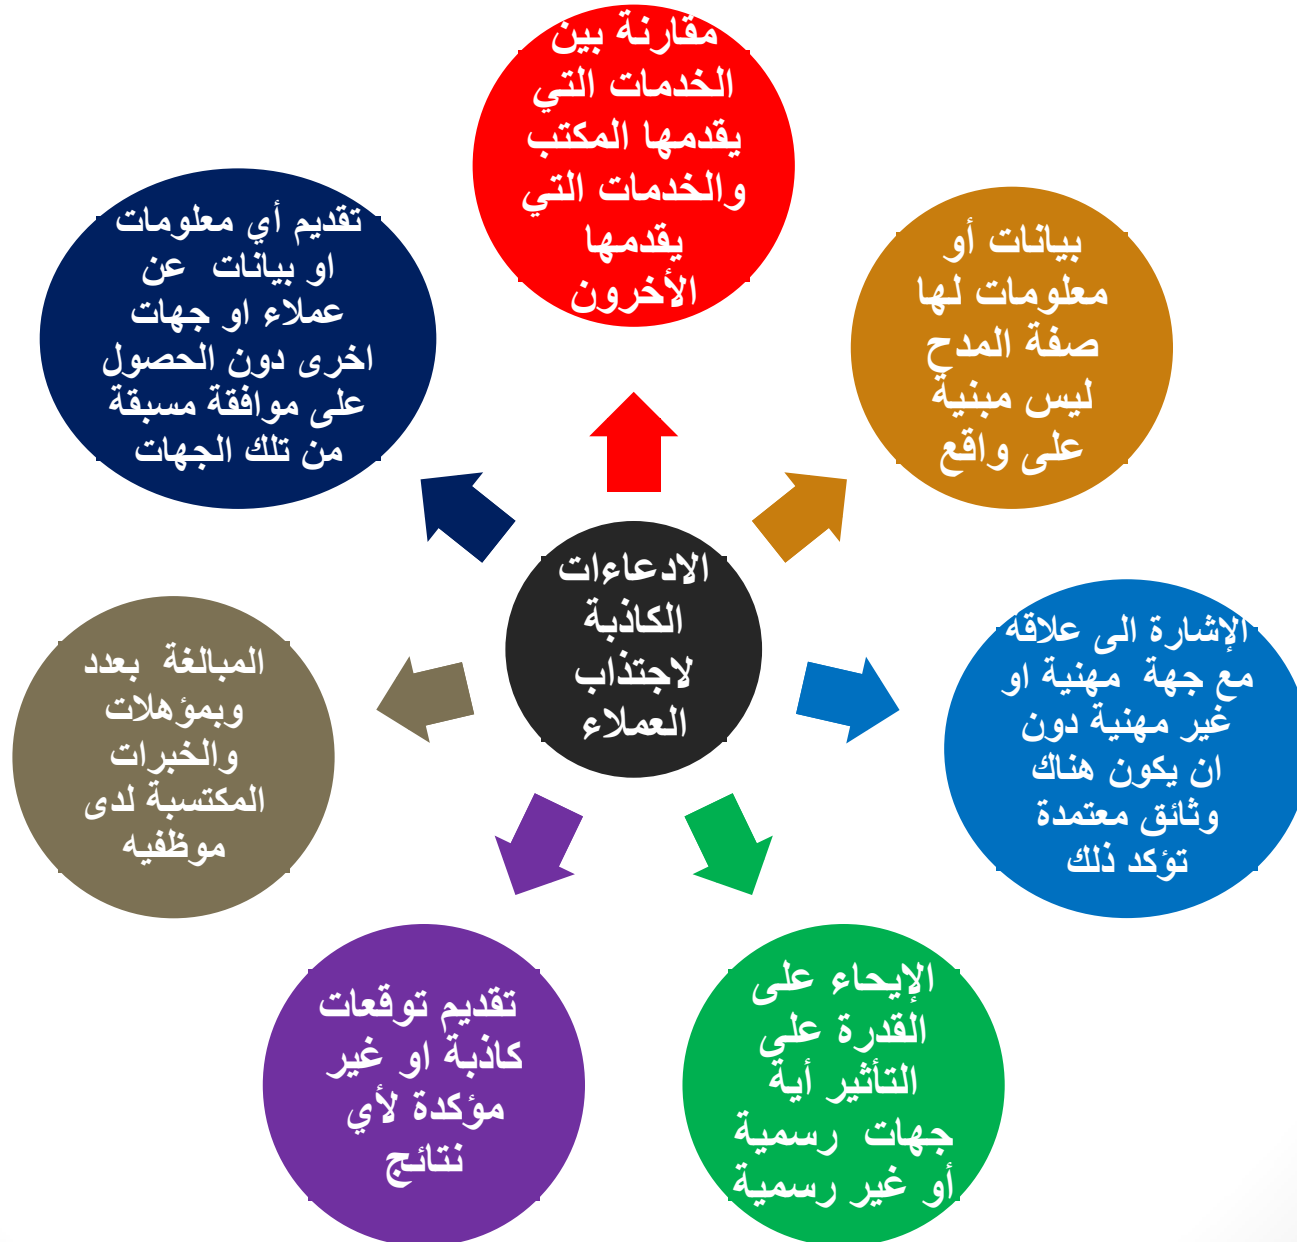 مقارنة بين
الخدمات التي
يقدمها المكتب
والخدمات التي
يقدمها
الأخرون
بيانات أو
معلومات لها
صفة المدح
ليس مبنية
على واقع
الإشارة الى علاقة
مع جهة مهنية او
غير مهنية دون
ان يكون هناك
وثائق معتمدة
تؤكد ذلك
الإيحاء على
القدرة على
التأثير أية
جهات رسمية
أو غير رسمية
تقديم توقعات
كاذبة او غير
مؤكدة لأي
نتائج
المبالغة بعدد
وبمؤهلات
والخبرات
المكتسبة لدى
موظفيه
تقديم أي معلومات
او بيانات عن
عملاء او جهات
اخرى دون الحصول
على موافقة مسبقة
من تلك الجهات
الادعاءات
الكاذبة
لاجتذاب
العملاء